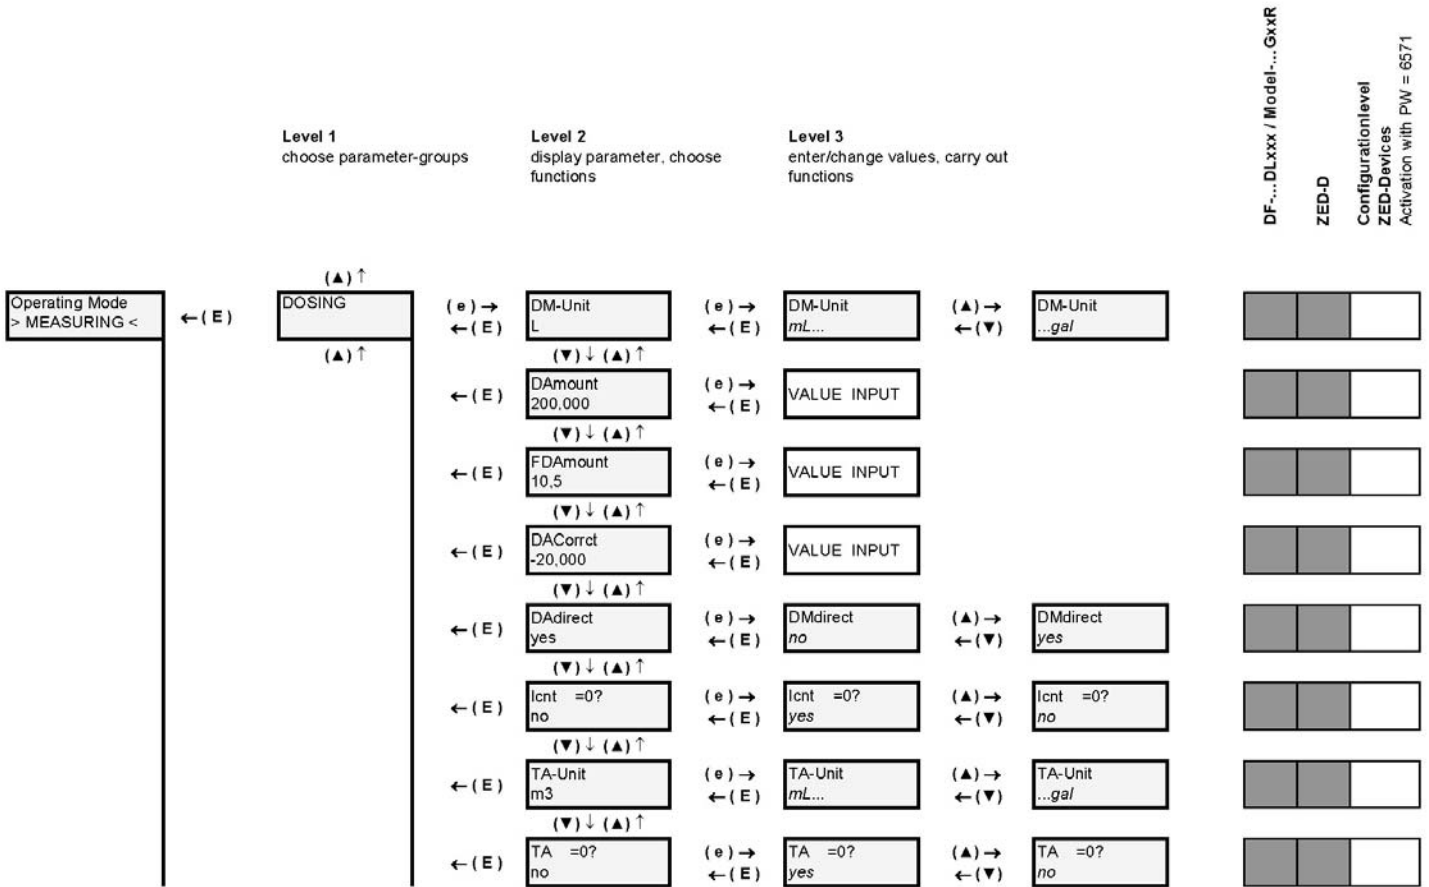 DF-...DLxxx / Model-...GxxR
ZED-D
Configurationlevel
ZED-Devices
Activation with PW = 6571
Level 1
choose parameter-groups
Level 2
display parameter, choose
functions
Level 3
enter/change values, carry out
functions
(▲)↑
Operating Mode
> MEASURING <
←(E)
DOSING
(▲)↑
(e)→
←(E)
DM-Unit
L
(e)→
←(E)
DM-Unit
mL...
(▲)→
←(▼)
DM-Unit
...gal
(▼)↓ (▲)↑
←(E)
DAmount
200,000
(e)→
←(E)
VALUE INPUT
(▼)↓ (▲)↑
←(E)
FDAmount
10,5
(e)→
←(E)
VALUE INPUT
(▼)↓ (▲)↑
←(E)
DACorrct
-20,000
(e)→
←(E)
VALUE INPUT
(▼)↓ (▲)↑
←(E)
DAdirect
yes
(e)→
←(E)
DMdirect
no
(▲)→
←(▼)
DMdirect
yes
(▼)↓ (▲)↑
←(E)
Icnt =0?
no
(e)→
←(E)
Icnt =0?
yes
(▲)→
←(▼)
Icnt =0?
no
(▼)↓ (▲)↑
←(E)
TA-Unit
m3
(e)→
←(E)
TA-Unit
mL...
(▲)→
←(▼)
TA-Unit
...gal
(▼)↓ (▲)↑
←(E)
TA =0?
no
(e)→
←(E)
TA =0?
yes
(▲)→
←(▼)
TA =0?
no